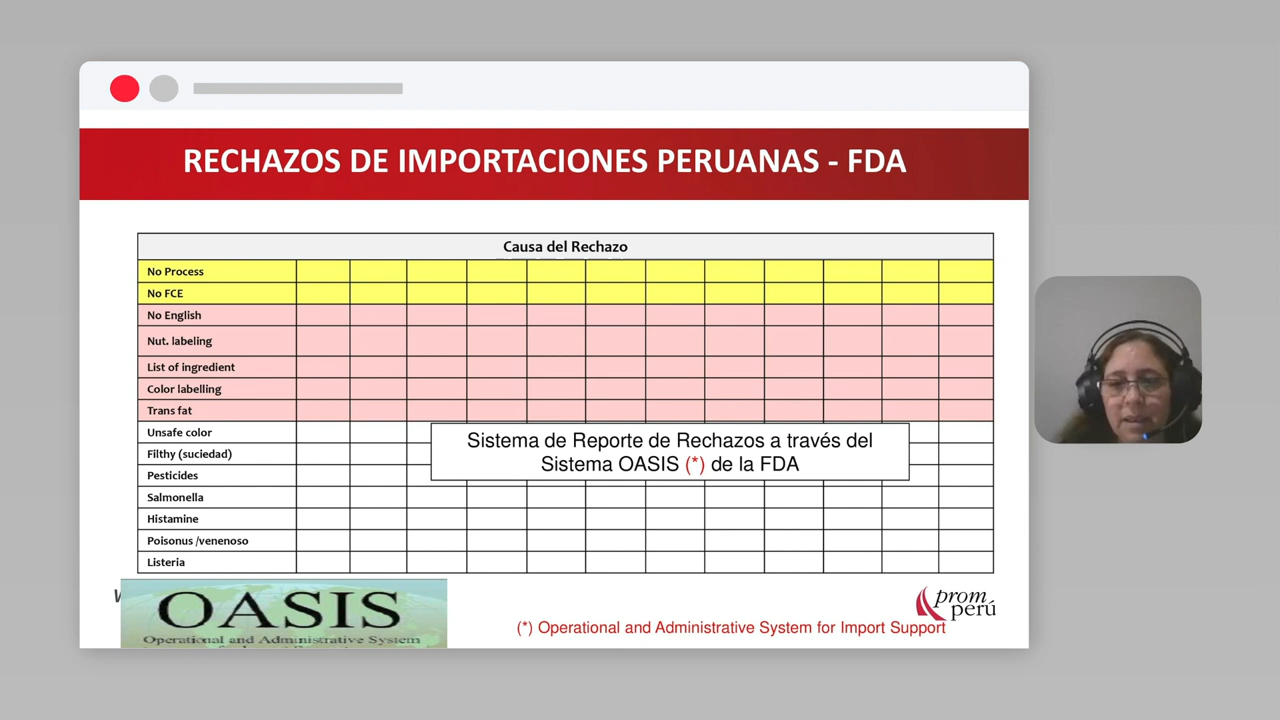 RECHAZOS DE IMPORTACIONES PERUANAS - FDA
Causa del Rechazo
No Process
No FCE
No English
Nut. labeling
List of ingredient
Color labelling
Trans fat
Unsafe color
Filthy (suciedad)
Pesticides
Salmonella
Histamine
Poisonus /venenoso
Listeria
Sistema de Reporte de Rechazos a través del
Sistema OASIS (*) de la FDA
OASIS
Operational and Administrative System
prom
perú
(*) Operational and Administrative System for Import Support